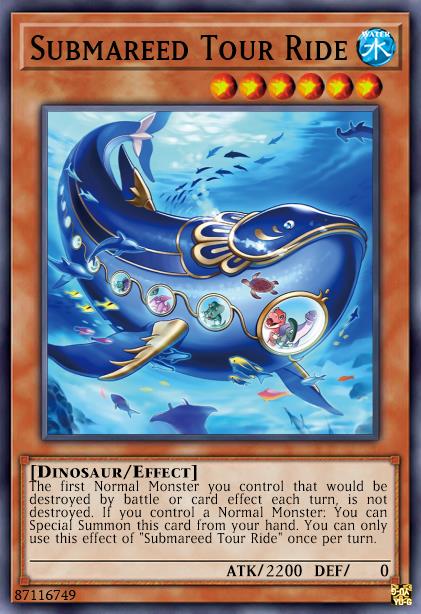 Submareed Tour Ride
WATER
水
[Dinosaur/Effect]
The first Normal Monster you control that would be
destroyed by battle or card effect each turn, is not
destroyed. If you control a Normal Monster: You can
Special Summon this card from your hand. You can only
use this effect of "Submareed Tour Ride" once per turn.
ATK/2200 DEF/ 0
87116749